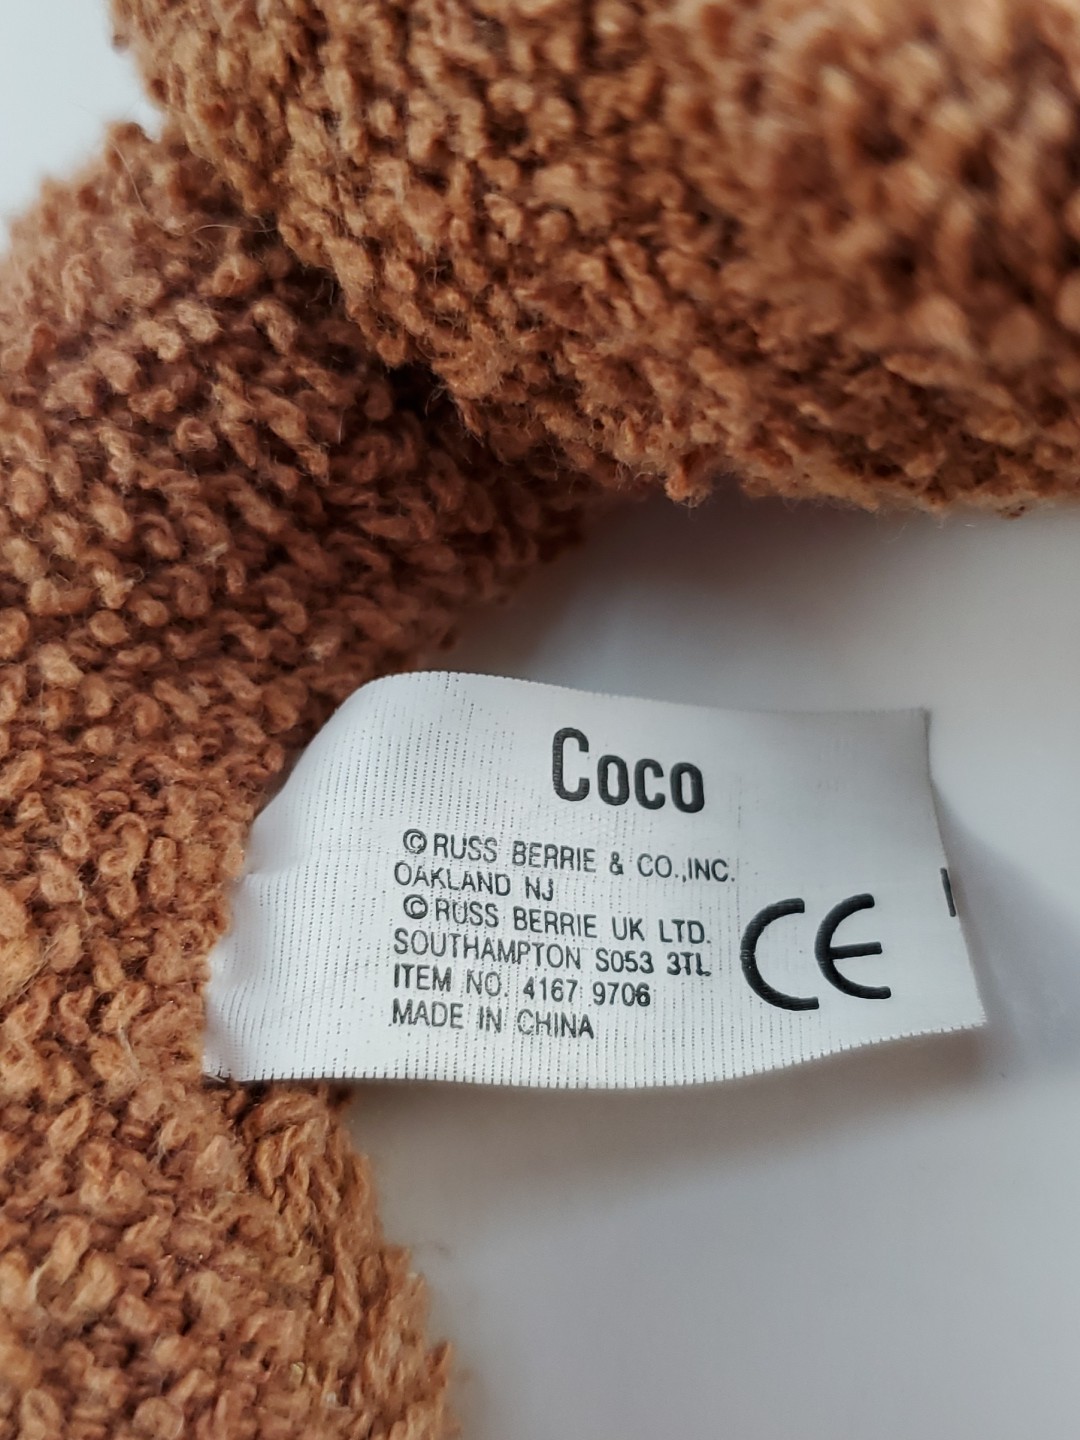 Coco
©RUSS BERRIE & CO.,INC.
OAKLAND NJ
©RUSS BERRIE UK LTD.
SOUTHAMPTON S053 3TL
ITEM NO. 4167 9706
MADE IN CHINA
CE